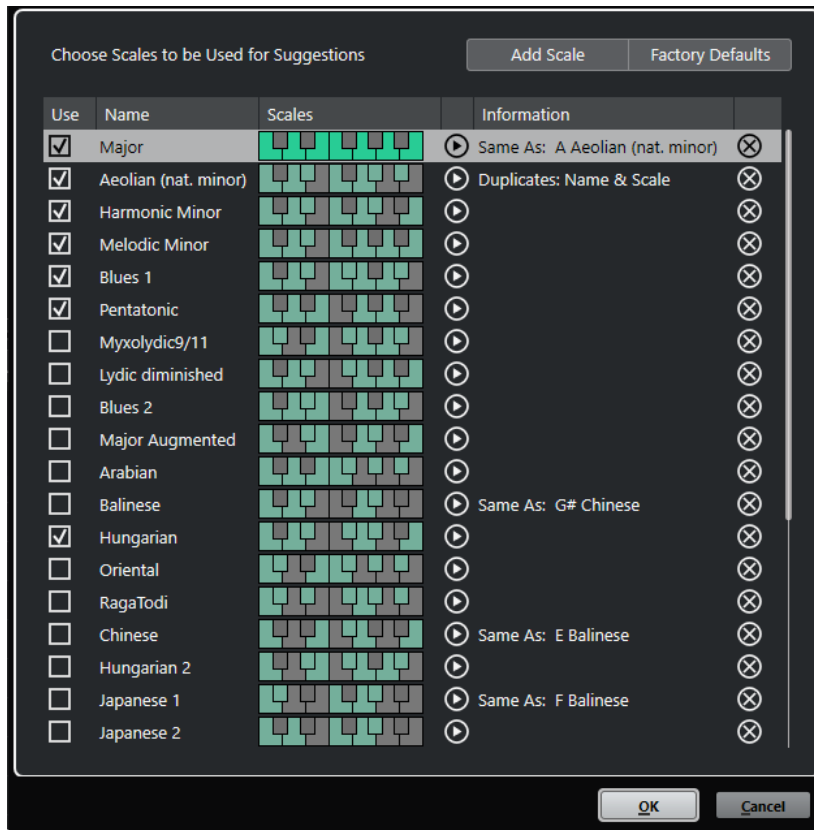 Choose Scales to be Used for Suggestions Add Scale Factory Defaults
Use Name Scales Information
Major Same As: A Aeolian (nat. minor)
Aeolian (nat. minor) Duplicates: Name & Scale
Harmonic Minor
Melodic Minor
Blues 1
Pentatonic
Myxolydic9/11
Lydic diminished
Blues 2
Major Augmented
Arabian
Balinese Same As: G# Chinese
Hungarian
Oriental
RagaTodi
Chinese Same As: E Balinese
Hungarian 2
Japanese 1 Same As: F Balinese
Japanese 2
OK Cancel